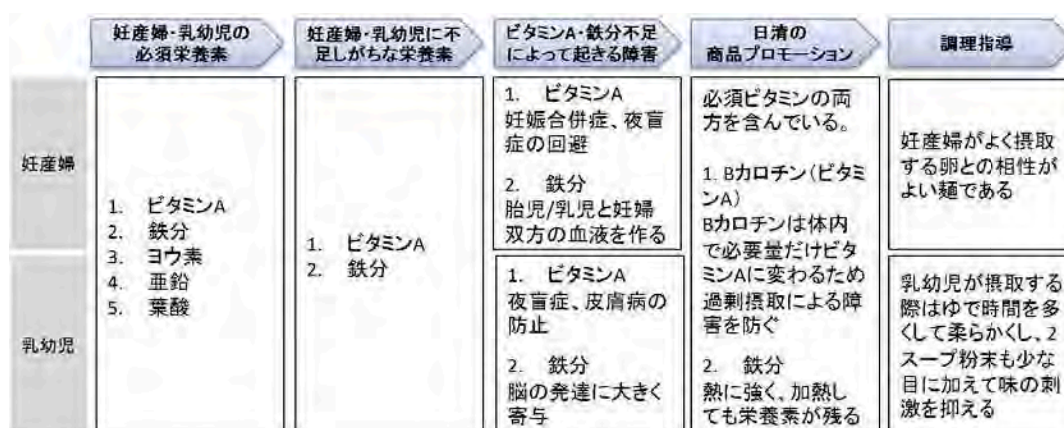 妊産婦・乳幼児の
必須栄養素
妊産婦・乳幼児に不
足しがちな栄養素
ビタミンA・鉄分不足
によって起きる障害
日清の
商品プロモーション
調理指導
妊産婦
乳幼児
1. ビタミンA
2. 鉄分
3. ヨウ素
4. 亜鉛
5. 葉酸
1. ビタミンA
2. 鉄分
1. ビタミンA
妊娠合併症、夜盲
症の回避
2. 鉄分
胎児/乳児と妊婦
双方の血液を作る
1. ビタミンA
夜盲症、皮膚病の
防止
2. 鉄分
脳の発達に大きく
寄与
必須ビタミンの両
方を含んでいる。
1. Bカロチン(ビタミ
ンA)
Bカロチンは体内
で必要量だけビタ
ミンAに変わるため
過剰摂取による障
害を防ぐ
2. 鉄分
熱に強く、加熱し
ても栄養素が残る
妊産婦がよく摂取
する卵との相性が
よい麺である
乳幼児が摂取する
際はゆで時間を多
くして柔らかくし、2
スープ粉末も少な
目に加えて味の刺
激を抑える